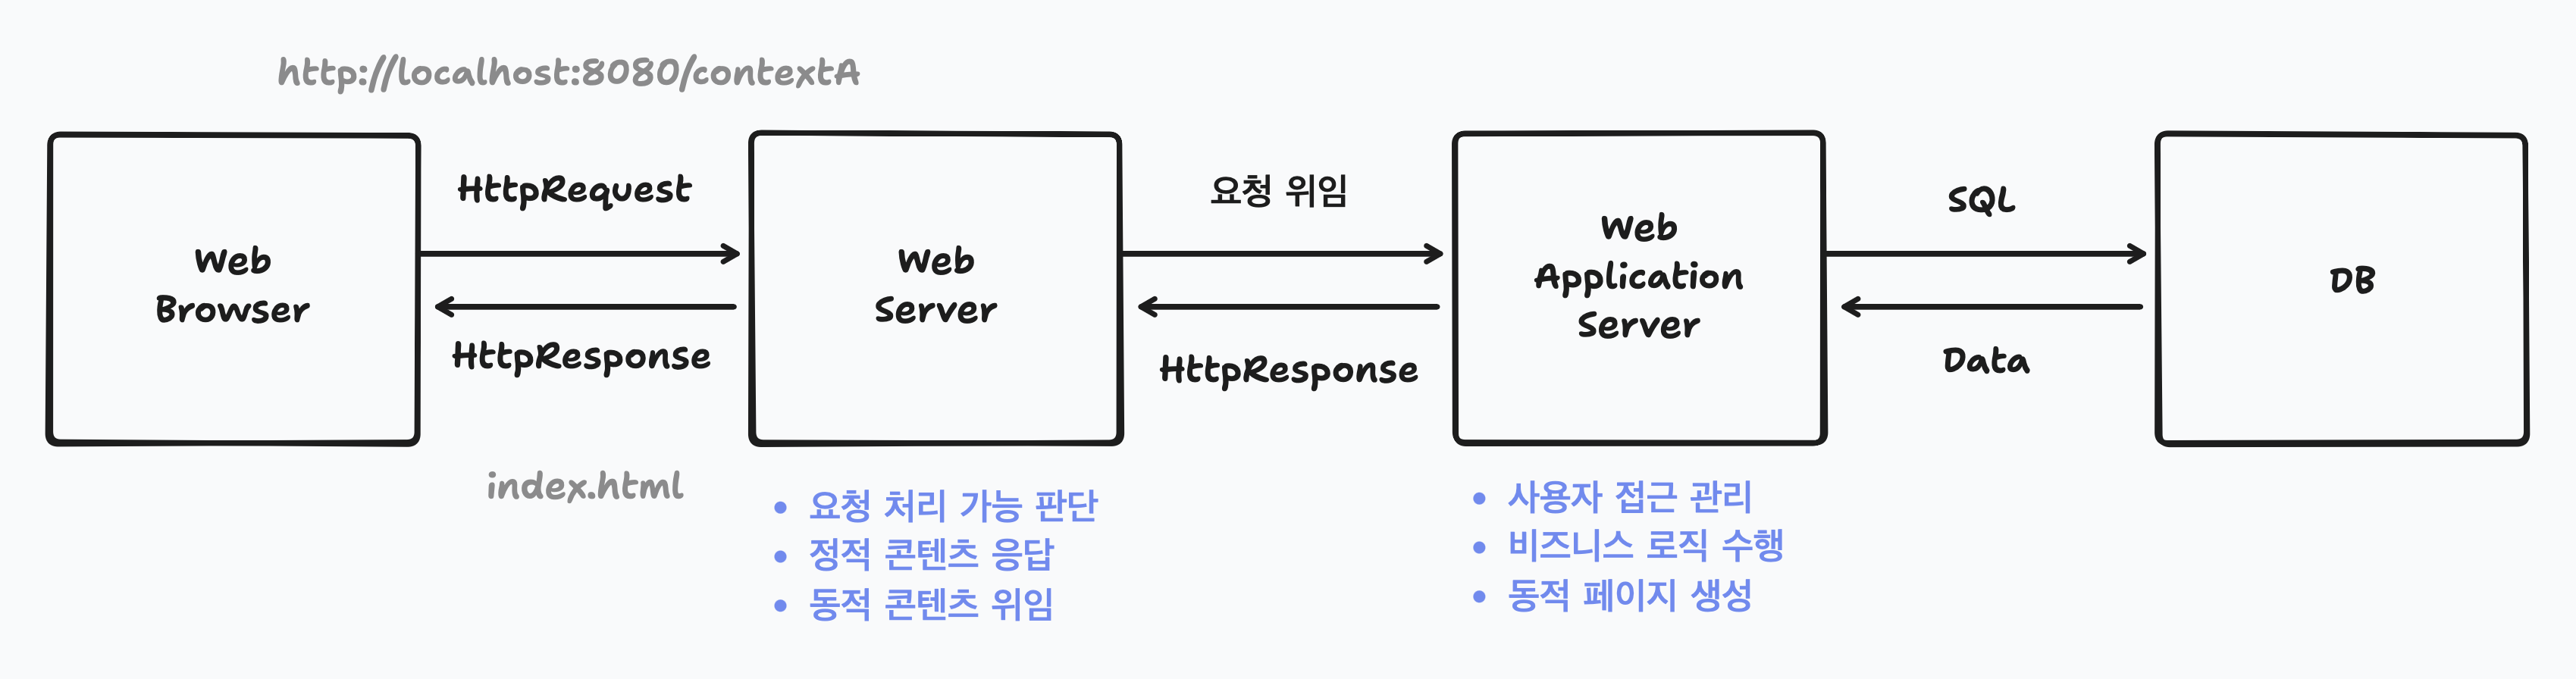 http://localhost:8080/contextA
Web
Browser
HttpRequest
HttpResponse
index.html
Web
Server
• 요청 처리 가능 판단
• 정적 콘텐츠 응답
• 동적 콘텐츠 위임
요청 위임
HttpResponse
Web
Application
Server
• 사용자 접근 관리
• 비즈니스 로직 수행
• 동적 페이지 생성
SQL
Data
DB